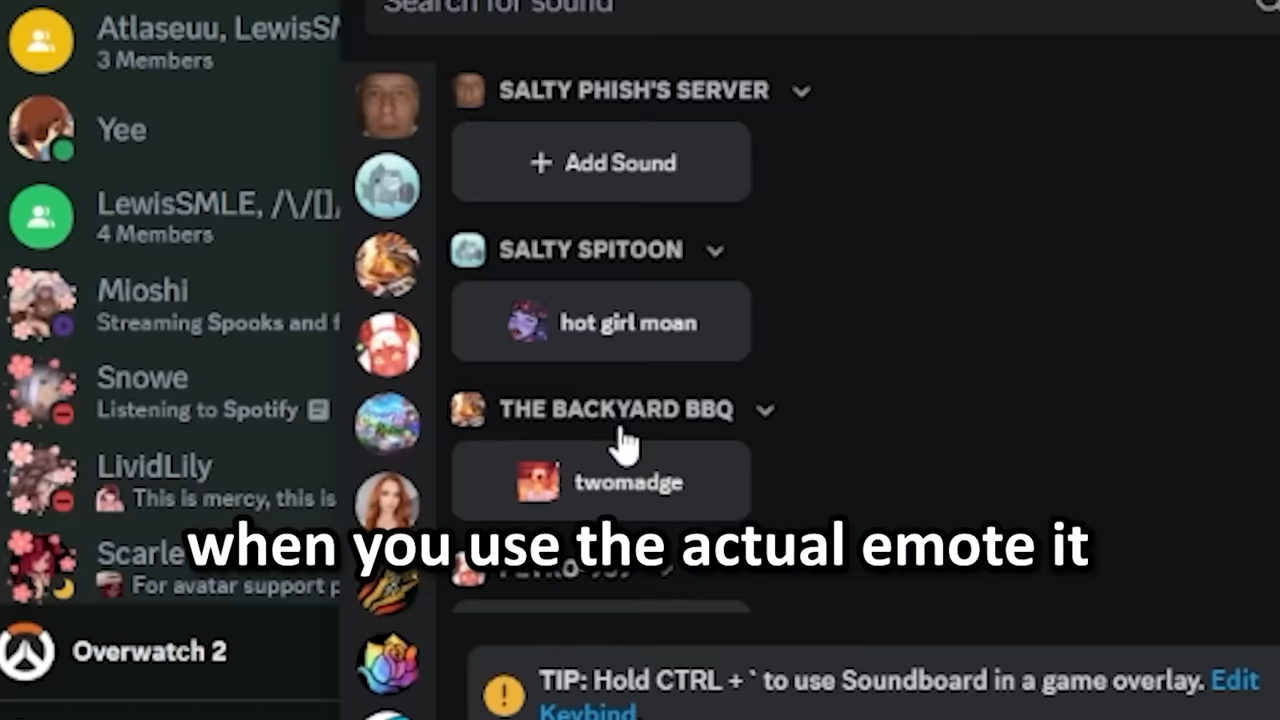 Search for sound
Atlaseuu, LewisSM
3 Members
Yee
LewisSMLE, /\/[],
4 Members
Mioshi
Streaming Spooks and f
Snowe
Listening to Spotify
LividLily
This is mercy, this is
Scarle
For avatar support p
Overwatch 2
SALTY PHISH'S SERVER
+ Add Sound
SALTY SPITOON
hot girl moan
THE BACKYARD BBQ
twomadge
when you use the actual emote it
TIP: Hold CTRL + ` to use Soundboard in a game overlay. Edit
Keybind.